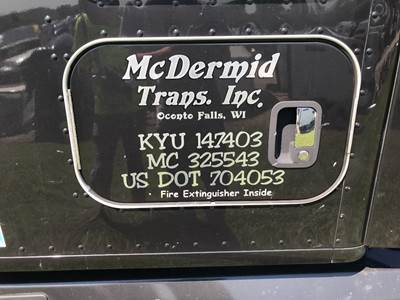 McDermid
Trans. Inc.
Oconto Falls, WI
KYU 147403
MC 325543
US DOT 704053
• Fire Extinguisher Inside